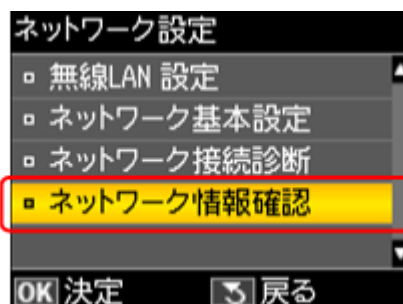 ネットワーク設定
無線LAN 設定
ネットワーク基本設定
ネットワーク接続診断
ネットワーク情報確認
OK 決定 戻る